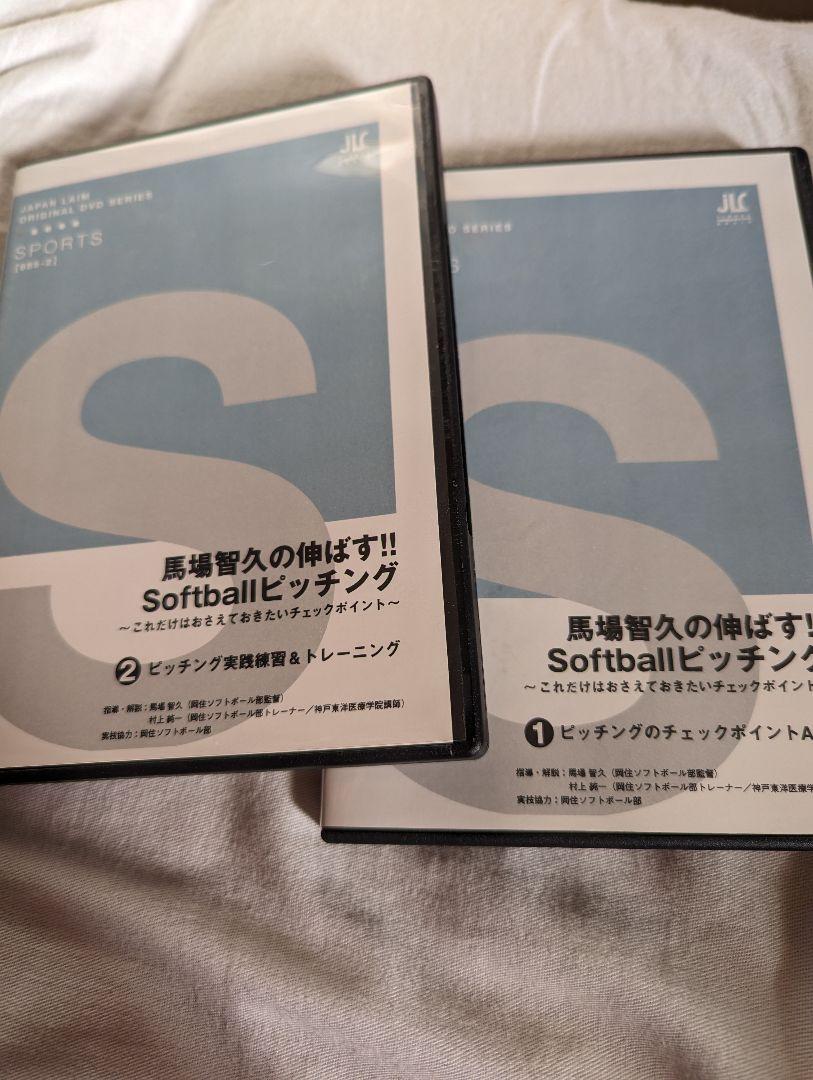 JLC
JAPAN LAIM
ORIGINAL DVD SERIES
SPORTS
S
馬場智久の伸ばす!!
Softballピッチング
～これだけはおさえておきたいチェックポイント～
2 ピッチング実践練習&トレーニング
指導・解説:馬場 智久(岡住ソフトボール部監督)
村上 純一(岡住ソフトボール部トレーナー/神戸東洋医療学院講師)
実技協力:岡住ソフトボール部
JLC
SERIES
S
S
馬場智久の伸ばす!
Softballピッチング
～これだけはおさえておきたいチェックポイント
1 ピッチングのチェックポイントA
指導・解説:馬場 智久(岡住ソフトボール部監督)
村上 純一(岡住ソフトボール部トレーナー/神戸東洋医療学
実技協力:岡住ソフトボール部